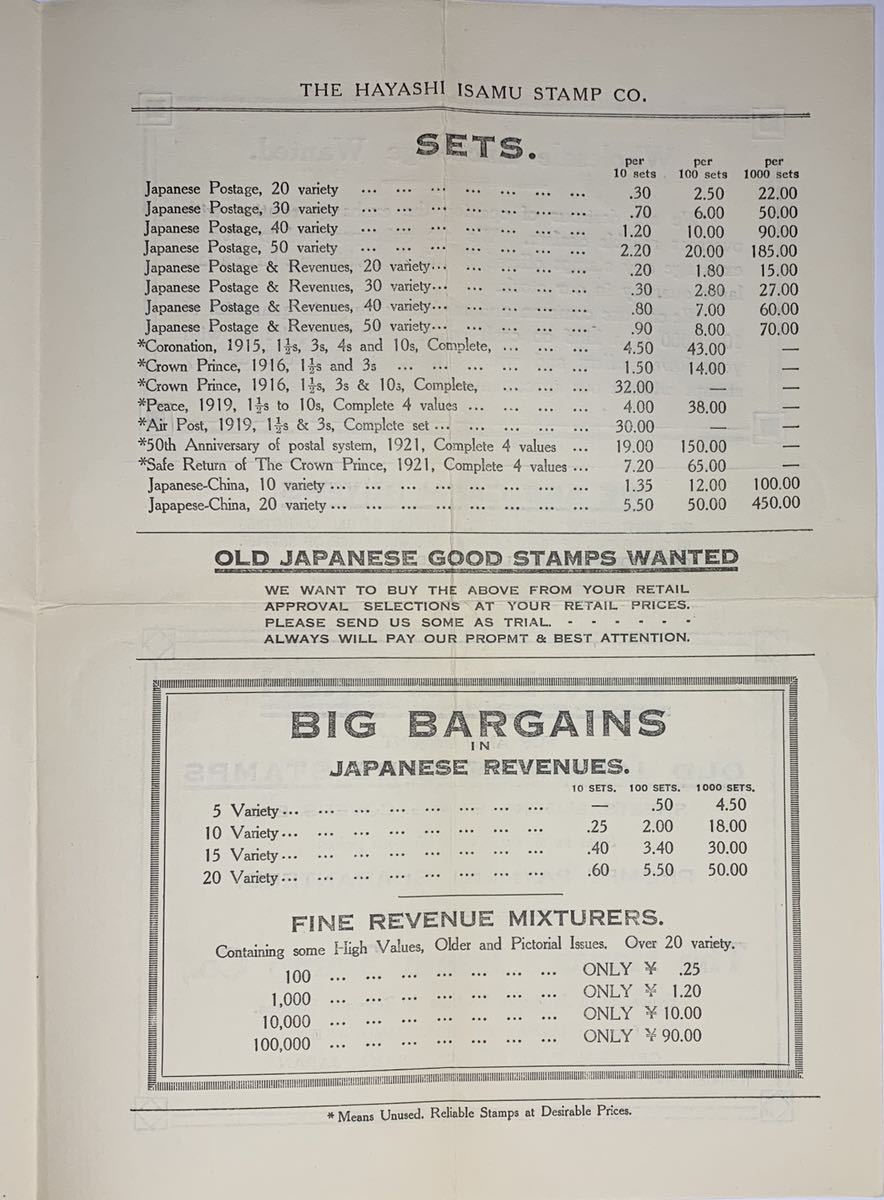 THE HAYASHI ISAMU STAMP CO.
SETS.
per 10 sets per 100 sets per 1000 sets
Japanese Postage, 20 variety ... ... ... ... ... ... ... .30 2.50 22.00
Japanese Postage, 30 variety ... ... ... ... ... ... ... .70 6.00 50.00
Japanese Postage, 40 variety ... ... ... ... ... ... ... 1.20 10.00 90.00
Japanese Postage, 50 variety ... ... ... ... ... ... ... 2.20 20.00 185.00
Japanese Postage & Revenues, 20 variety... ... ... ... ... .20 1.80 15.00
Japanese Postage & Revenues, 30 variety... ... ... ... ... .30 2.80 27.00
Japanese Postage & Revenues, 40 variety... ... ... ... ... .80 7.00 60.00
Japanese Postage & Revenues, 50 variety... ... ... ... ... .90 8.00 70.00
*Coronation, 1915, 1½s, 3s, 4s and 10s, Complete, ... ... ... 4.50 43.00 —
*Crown Prince, 1916, 1½s and 3s ... ... ... ... ... ... 1.50 14.00 —
*Crown Prince, 1916, 1½s, 3s & 10s, Complete, ... ... ... 32.00 — —
*Peace, 1919, 1½s to 10s, Complete 4 values ... ... ... ... 4.00 38.00 —
*Air Post, 1919, 1½s & 3s, Complete set ... ... ... ... ... 30.00 — —
*50th Anniversary of postal system, 1921, Complete 4 values ... 19.00 150.00 —
*Safe Return of The Crown Prince, 1921, Complete 4 values ... 7.20 65.00 —
Japanese-China, 10 variety ... ... ... ... ... ... ... ... 1.35 12.00 100.00
Japapese-China, 20 variety ... ... ... ... ... ... ... ... 5.50 50.00 450.00
OLD JAPANESE GOOD STAMPS WANTED
WE WANT TO BUY THE ABOVE FROM YOUR RETAIL
APPROVAL SELECTIONS AT YOUR RETAIL PRICES.
PLEASE SEND US SOME AS TRIAL. - - - - - -
ALWAYS WILL PAY OUR PROPMT & BEST ATTENTION.
BIG BARGAINS
IN
JAPANESE REVENUES.
10 SETS. 100 SETS. 1000 SETS.
5 Variety ... ... ... ... ... ... ... ... — .50 4.50
10 Variety ... ... ... ... ... ... ... ... .25 2.00 18.00
15 Variety ... ... ... ... ... ... ... ... .40 3.40 30.00
20 Variety ... ... ... ... ... ... ... ... .60 5.50 50.00
FINE REVENUE MIXTURERS.
Containing some High Values, Older and Pictorial Issues. Over 20 variety.
100 ... ... ... ... ... ... ... ONLY ¥ .25
1,000 ... ... ... ... ... ... ... ONLY ¥ 1.20
10,000 ... ... ... ... ... ... ... ONLY ¥ 10.00
100,000 ... ... ... ... ... ... ... ONLY ¥ 90.00
* Means Unused. Reliable Stamps at Desirable Prices.